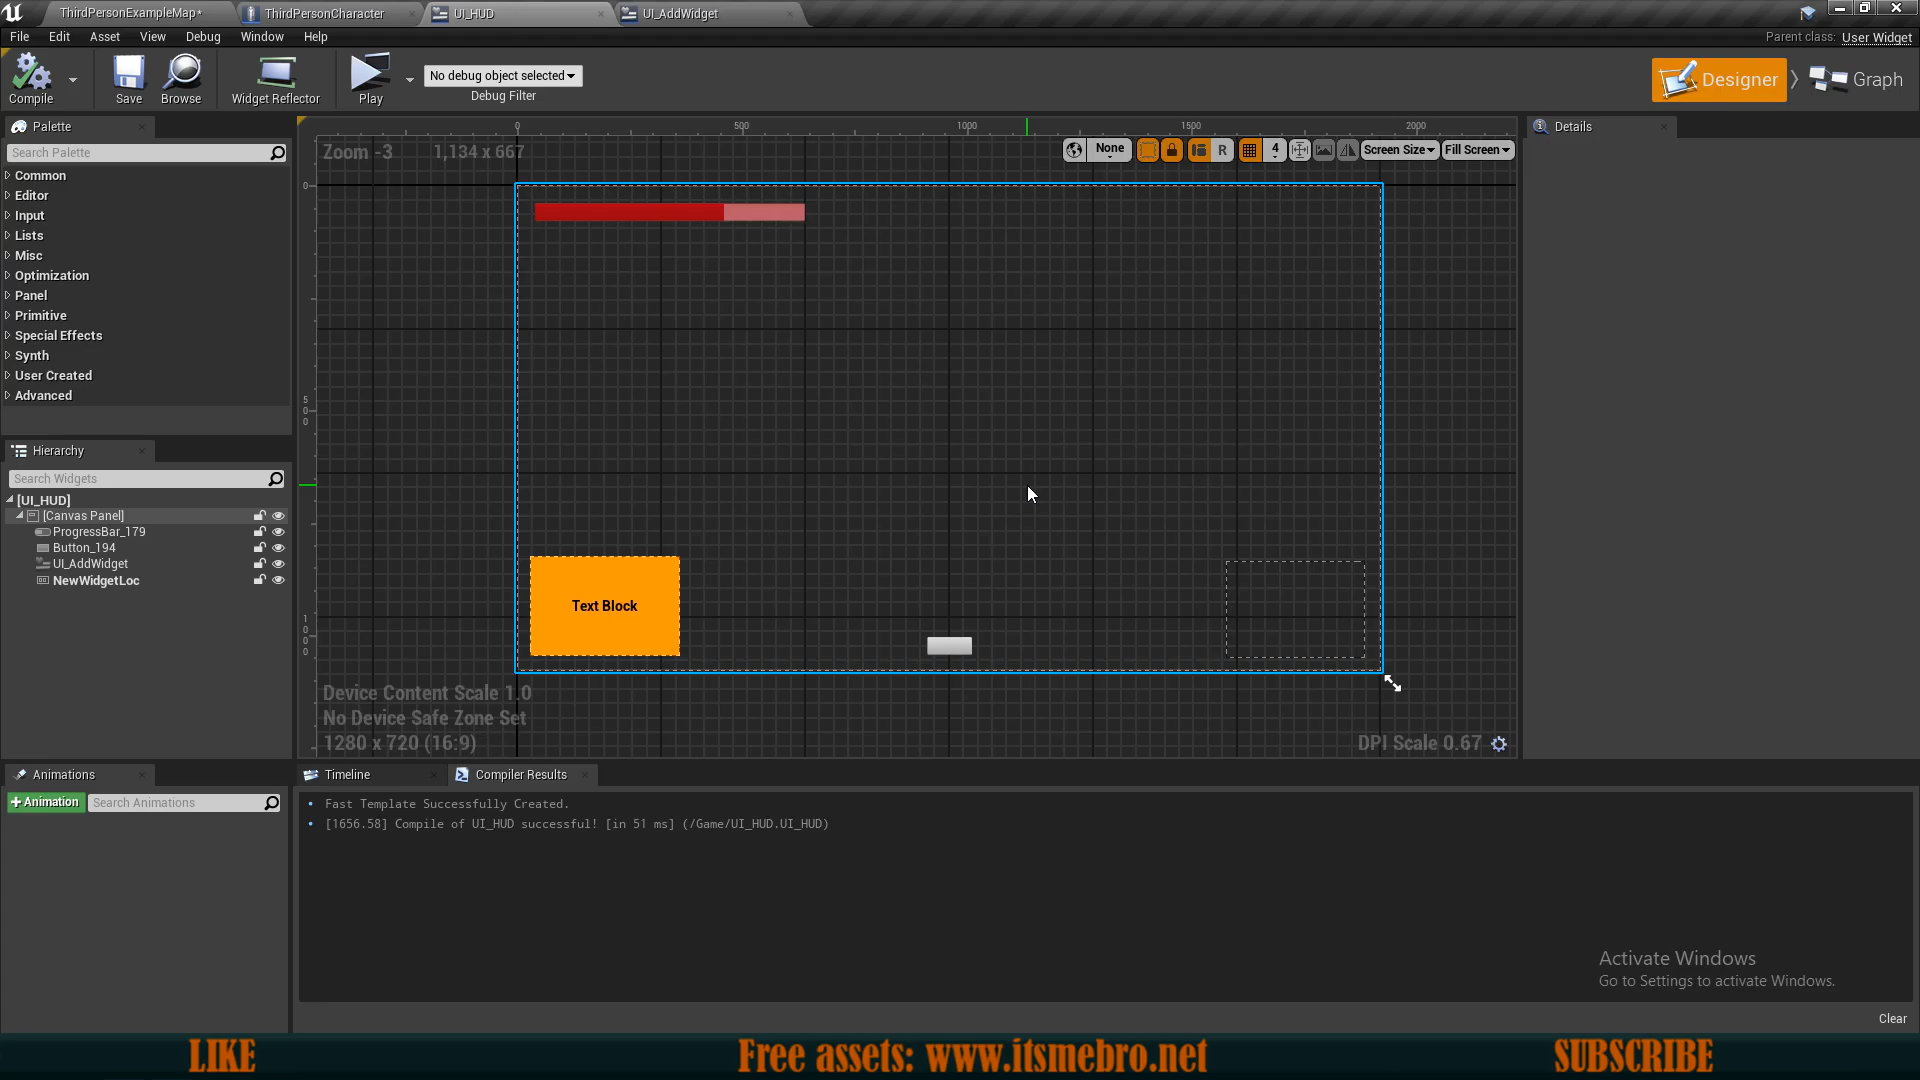 ThirdPersonExampleMap*
ThirdPersonCharacter
UI_HUD
UI_AddWidget
File Edit Asset View Debug Window Help
Parent class: User Widget
Compile
Save
Browse
Widget Reflector
Play
No debug object selected
Debug Filter
Designer
Graph
Palette
Search Palette
Common
Editor
Input
Lists
Misc
Optimization
Panel
Primitive
Special Effects
Synth
User Created
Advanced
Hierarchy
Search Widgets
[UI_HUD]
[Canvas Panel]
ProgressBar_179
Button_194
UI_AddWidget
NewWidgetLoc
0 500 1000 1500 2000
Zoom -3 1,134 x 667
None R 4 Screen Size Fill Screen
0
500
1000
Text Block
Device Content Scale 1.0
No Device Safe Zone Set
1280 x 720 (16:9)
DPI Scale 0.67
Details
Animations
+Animation
Search Animations
Timeline
Compiler Results
Fast Template Successfully Created.
[1656.58] Compile of UI_HUD successful! [in 51 ms] (/Game/UI_HUD.UI_HUD)
Activate Windows
Go to Settings to activate Windows.
Clear
LIKE
Free assets: www.itsmebro.net
SUBSCRIBE